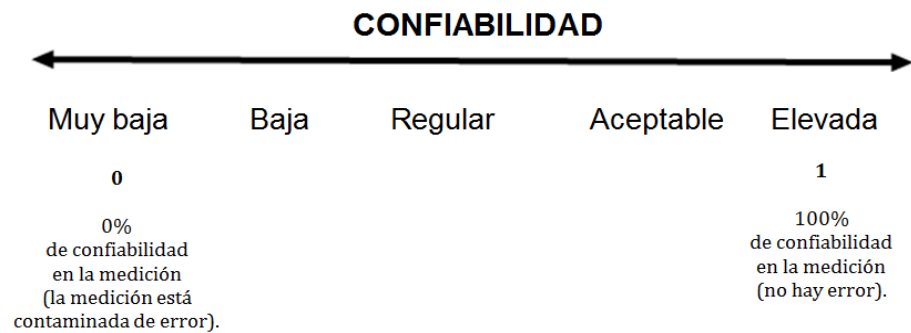 CONFIABILIDAD
Muy baja Baja Regular Aceptable Elevada
0
0%
de confiabilidad
en la medición
(la medición está
contaminada de error).
1
100%
de confiabilidad
en la medición
(no hay error).